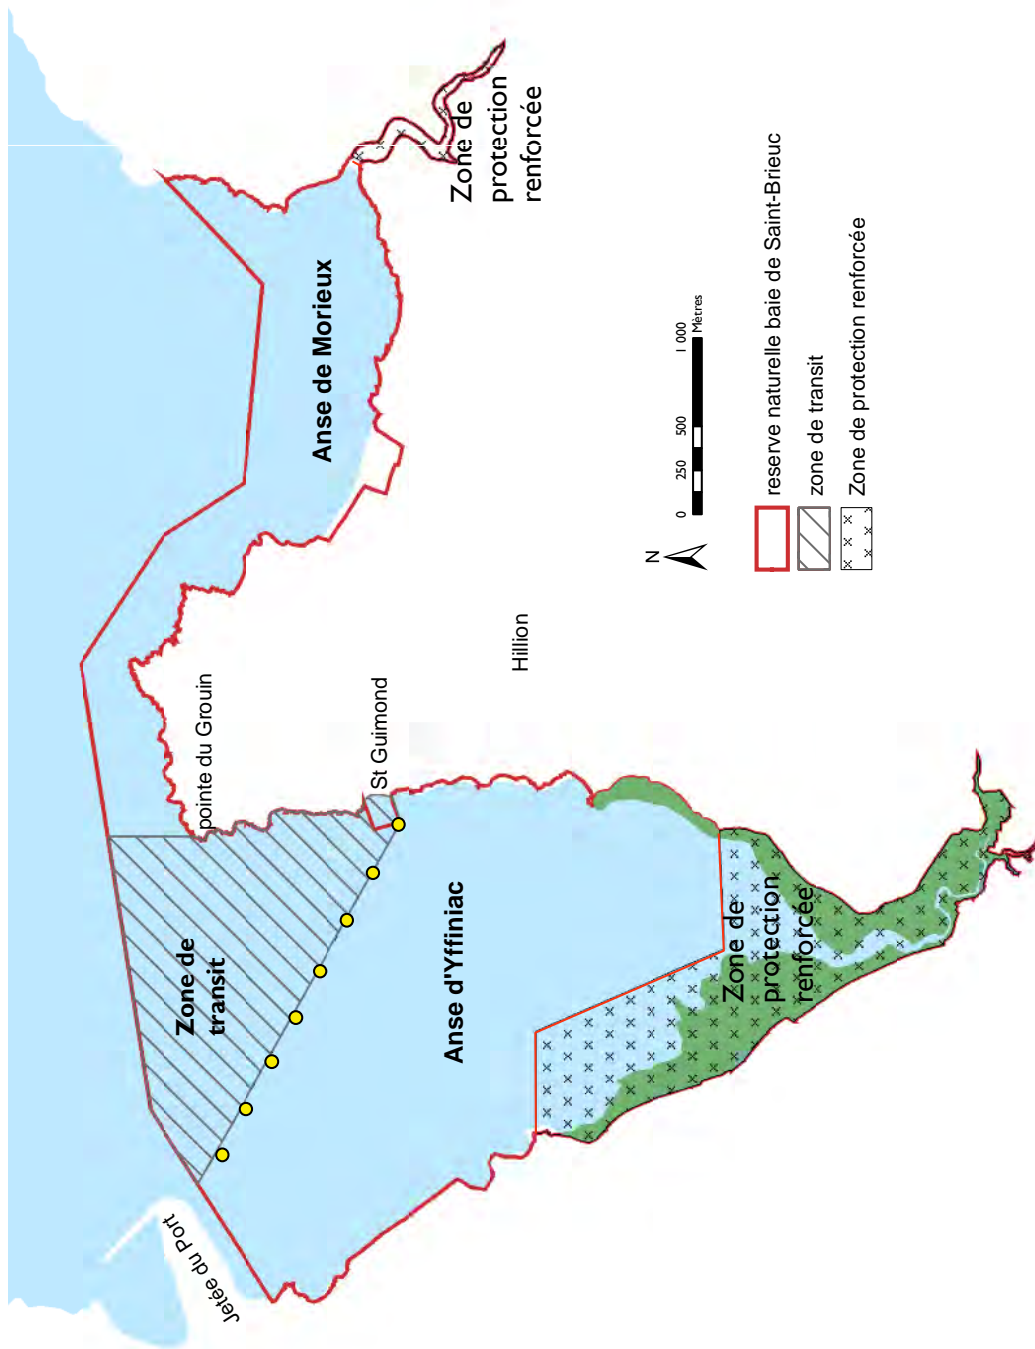 Jetée du Port
Zone de
transit
pointe du Grouin
St Guimond
Anse d'Yffiniac
Hillion
Anse de Morieux
Zone de
protection
renforcée
Zone de
protection
renforcée
N
0 250 500 1 000
Mètres
reserve naturelle baie de Saint-Brieuc
zone de transit
Zone de protection renforcée